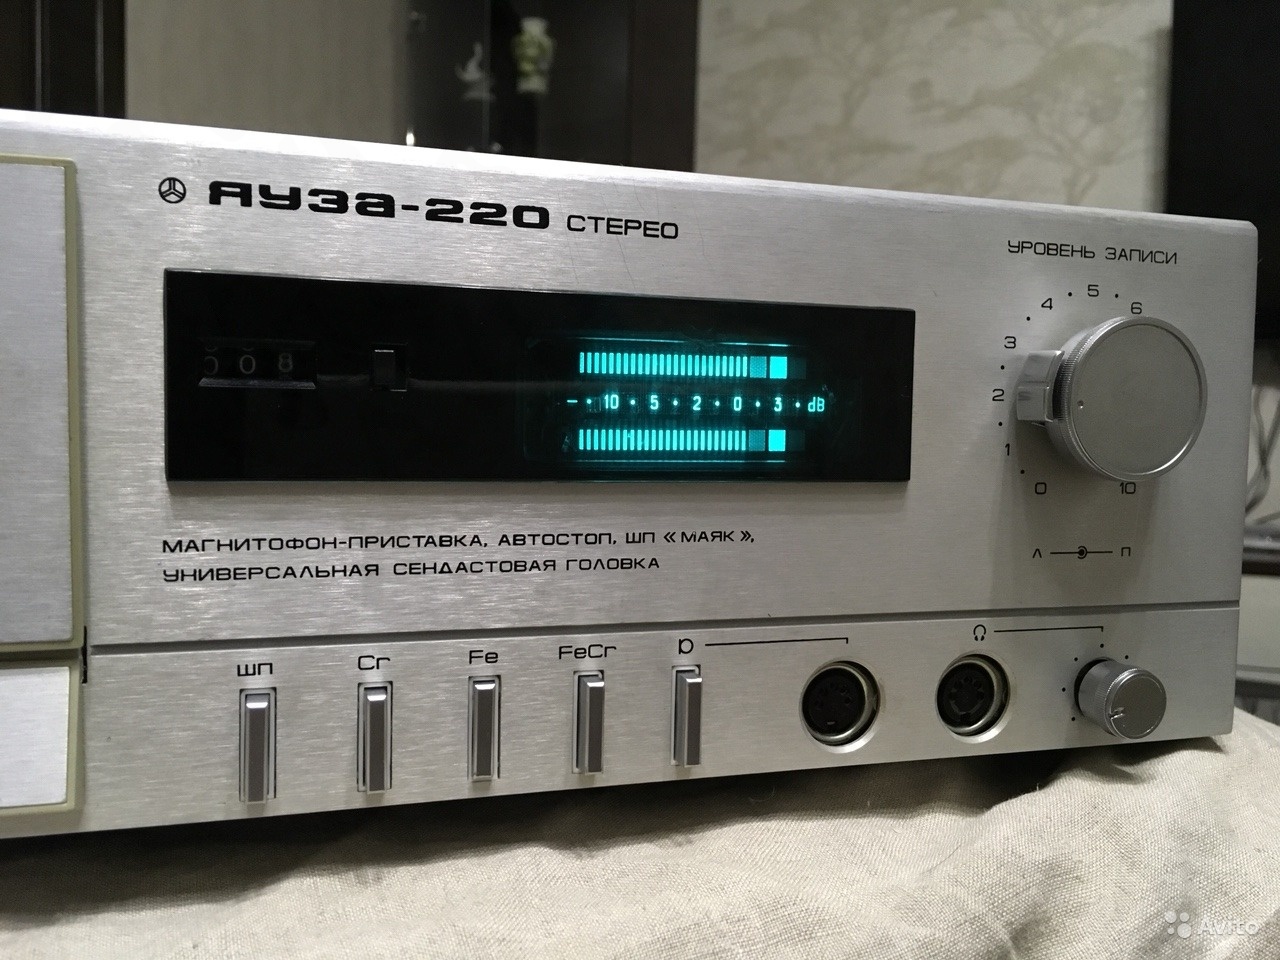 ЯУЗА-220 СТЕРЕО
УРОВЕНЬ ЗАПИСИ
0 1 2 3 4 5 6 10
08
- · 10 · 5 · 2 · 0 · 3 · dB
Л П
МАГНИТОФОН-ПРИСТАВКА, АВТОСТОП, ШП «МАЯК»,
УНИВЕРСАЛЬНАЯ СЕНДАСТОВАЯ ГОЛОВКА
ШП Cr Fe FeCr
Avito